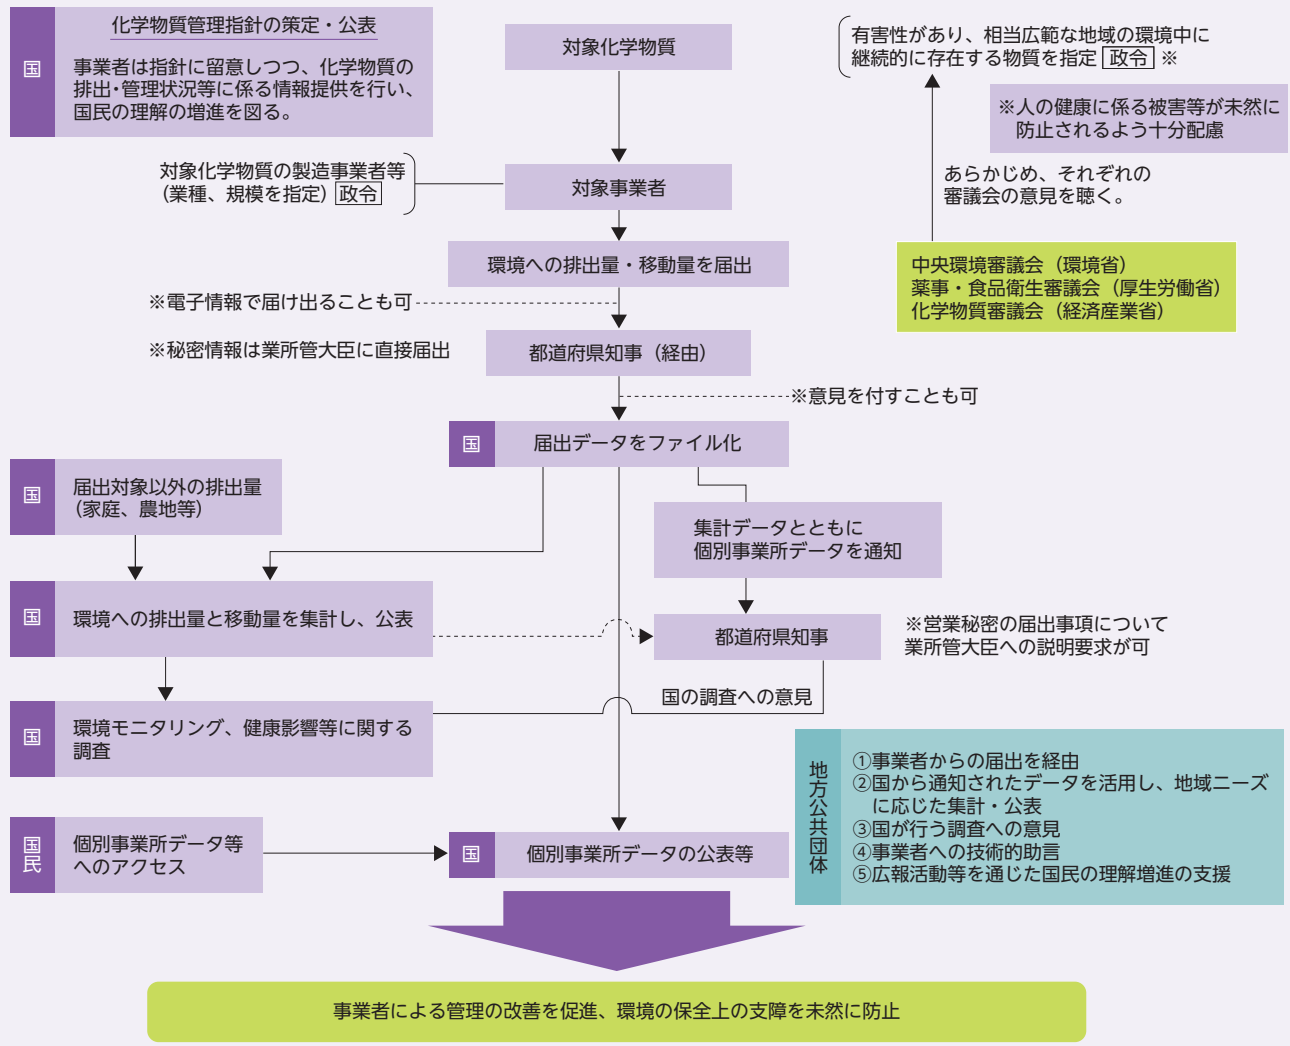 国
化学物質管理指針の策定・公表
事業者は指針に留意しつつ、化学物質の
排出・管理状況等に係る情報提供を行い、
国民の理解の増進を図る。
対象化学物質
有害性があり、相当広範な地域の環境中に
継続的に存在する物質を指定 政令 ※
※人の健康に係る被害等が未然に
防止されるよう十分配慮
対象化学物質の製造事業者等
(業種、規模を指定) 政令
対象事業者
あらかじめ、それぞれの
審議会の意見を聴く。
環境への排出量・移動量を届出
中央環境審議会（環境省）
薬事・食品衛生審議会（厚生労働省）
化学物質審議会（経済産業省）
※電子情報で届け出ることも可
※秘密情報は業所管大臣に直接届出
都道府県知事（経由）
※意見を付すことも可
国
届出データをファイル化
国
届出対象以外の排出量
（家庭、農地等）
集計データとともに
個別事業所データを通知
国
環境への排出量と移動量を集計し、公表
都道府県知事
※営業秘密の届出事項について
業所管大臣への説明要求が可
国の調査への意見
国
環境モニタリング、健康影響等に関する
調査
地方公共団体
①事業者からの届出を経由
②国から通知されたデータを活用し、地域ニーズ
に応じた集計・公表
③国が行う調査への意見
④事業者への技術的助言
⑤広報活動等を通じた国民の理解増進の支援
国民
個別事業所データ等
へのアクセス
国
個別事業所データの公表等
事業者による管理の改善を促進、環境の保全上の支障を未然に防止